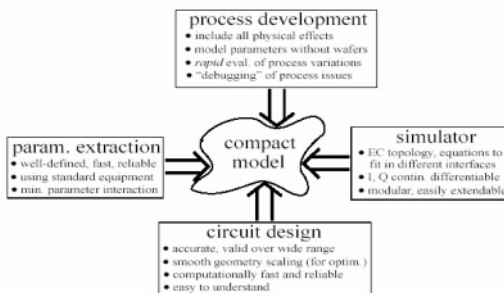 process development
• include all physical effects
• model parameters without wafers
• rapid eval. of process variations
• "debugging" of process issues
param. extraction
• well-defined, fast, reliable
• using standard equipment
• min. parameter interaction
compact
model
simulator
• EC topology, equations to
fit in different interfaces
• I, Q contin. differentiable
• modular, easily extendable
circuit design
• accurate, valid over wide range
• smooth geometry scaling (for optim.)
• computationally fast and reliable
• easy to understand